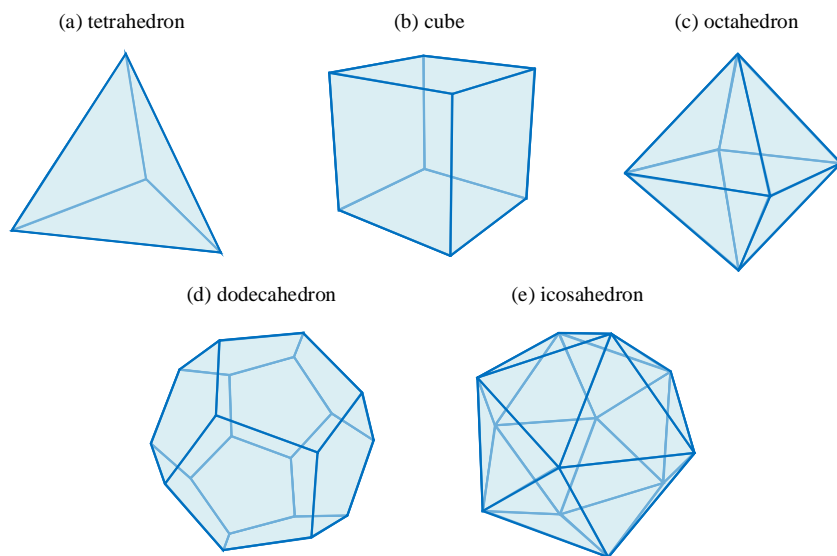 (a) tetrahedron
(b) cube
(c) octahedron
(d) dodecahedron
(e) icosahedron